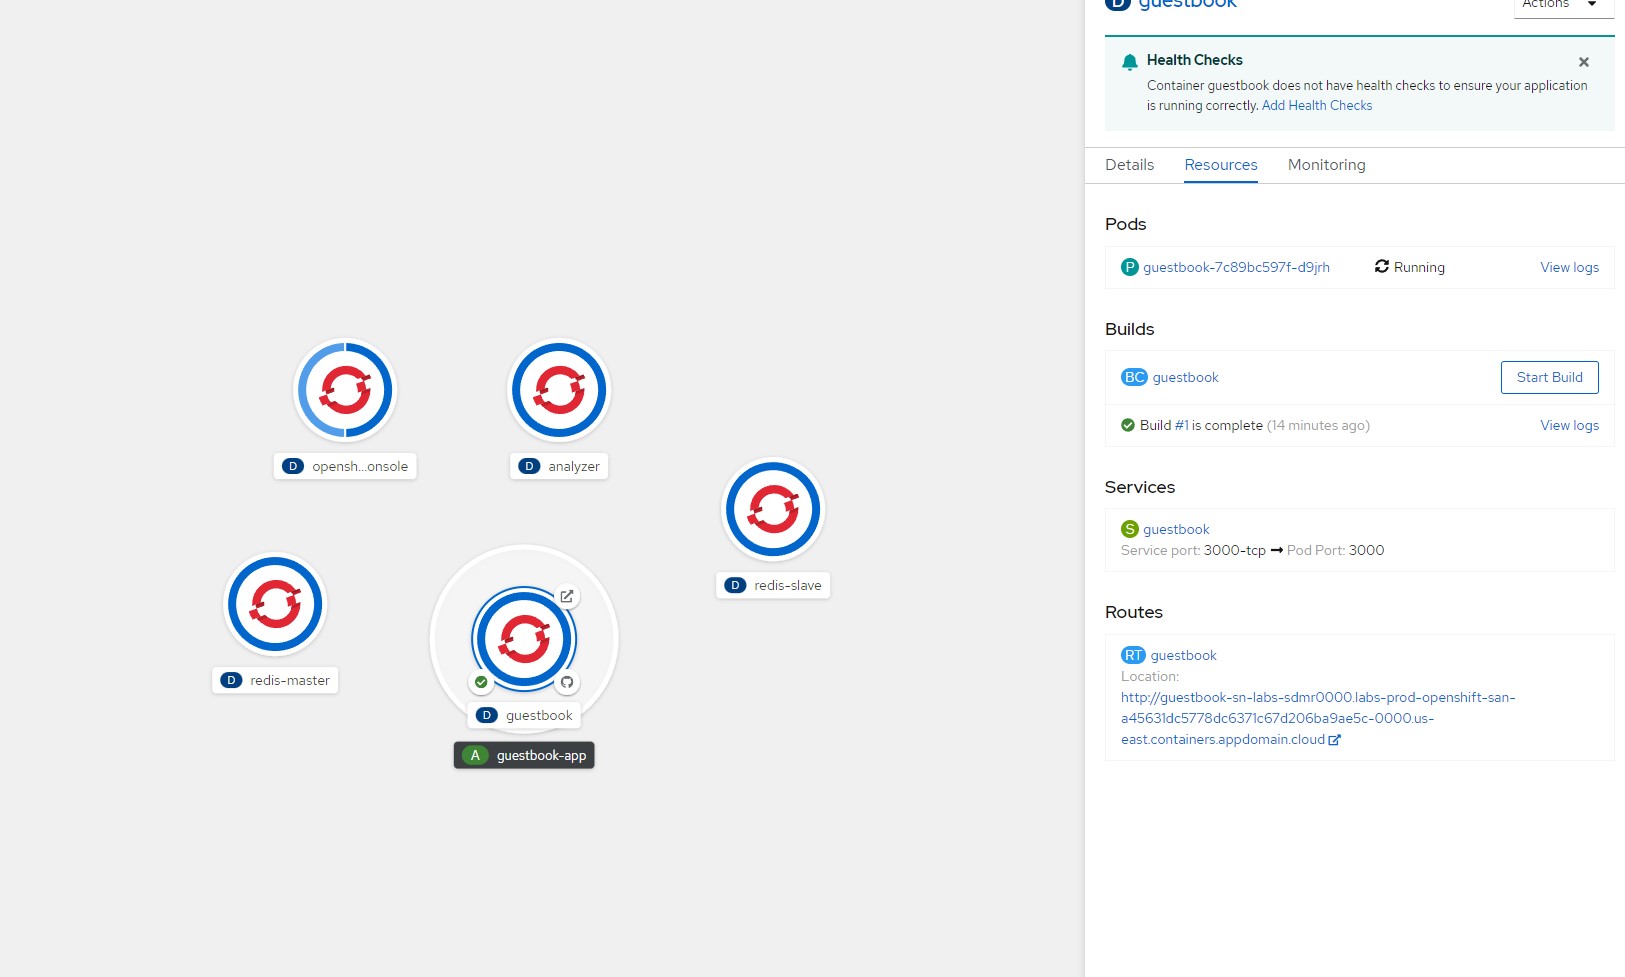 D guestbook
Actions
Health Checks
Container guestbook does not have health checks to ensure your application
is running correctly. Add Health Checks
Details Resources Monitoring
Pods
P guestbook-7c89bc597f-d9jrh Running View logs
Builds
BC guestbook Start Build
Build #1 is complete (14 minutes ago) View logs
Services
S guestbook
Service port: 3000-tcp → Pod Port: 3000
Routes
RT guestbook
Location:
http://guestbook-sn-labs-sdmr0000.labs-prod-openshift-san-
a45631dc5778dc6371c67d206ba9ae5c-0000.us-
east.containers.appdomain.cloud
D opensh...onsole
D analyzer
D redis-slave
D redis-master
D guestbook
A guestbook-app